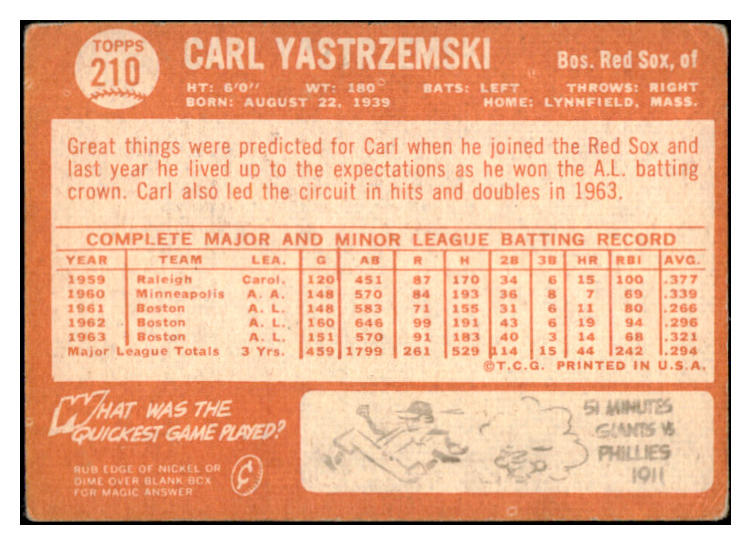 TOPPS
210
CARL YASTRZEMSKI
Bos. Red Sox, of
HT: 6'0" WT: 180 BATS: LEFT THROWS: RIGHT
BORN: AUGUST 22, 1939 HOME: LYNNFIELD, MASS.
Great things were predicted for Carl when he joined the Red Sox and
last year he lived up to the expectations as he won the A.L. batting
crown. Carl also led the circuit in hits and doubles in 1963.
COMPLETE MAJOR AND MINOR LEAGUE BATTING RECORD
YEAR TEAM LEA. G AB R H 2B 3B HR RBI AVG.
1959 Raleigh Carol. 120 451 87 170 34 6 15 100 .377
1960 Minneapolis A. A. 148 570 84 193 36 8 7 69 .339
1961 Boston A. L. 148 583 71 155 31 6 11 80 .266
1962 Boston A. L. 160 646 99 191 43 6 19 94 .296
1963 Boston A. L. 151 570 91 183 40 3 14 68 .321
Major League Totals 3 Yrs. 459 1799 261 529 114 15 44 242 .294
©T.C.G. PRINTED IN U.S.A.
WHAT WAS THE
QUICKEST GAME PLAYED?
RUB EDGE OF NICKEL OR
DIME OVER BLANK BOX
FOR MAGIC ANSWER
51 MINUTES
GIANTS VS
PHILLIES
1911